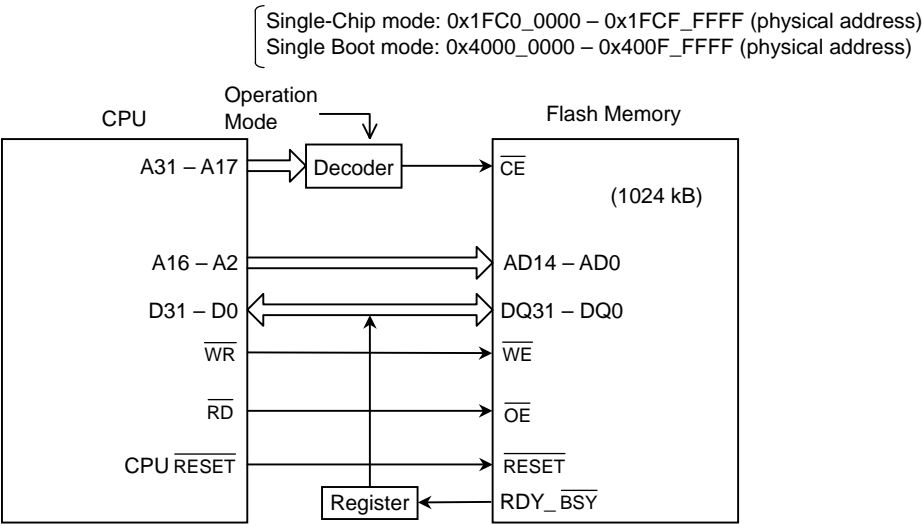 Single-Chip mode: 0x1FC0_0000 – 0x1FCF_FFFF (physical address)
Single Boot mode: 0x4000_0000 – 0x400F_FFFF (physical address)
CPU
Operation
Mode
Flash Memory
A31 – A17
Decoder
CE
(1024 kB)
A16 – A2
AD14 – AD0
D31 – D0
DQ31 – DQ0
WR
WE
RD
OE
CPU RESET
RESET
Register
RDY_BSY